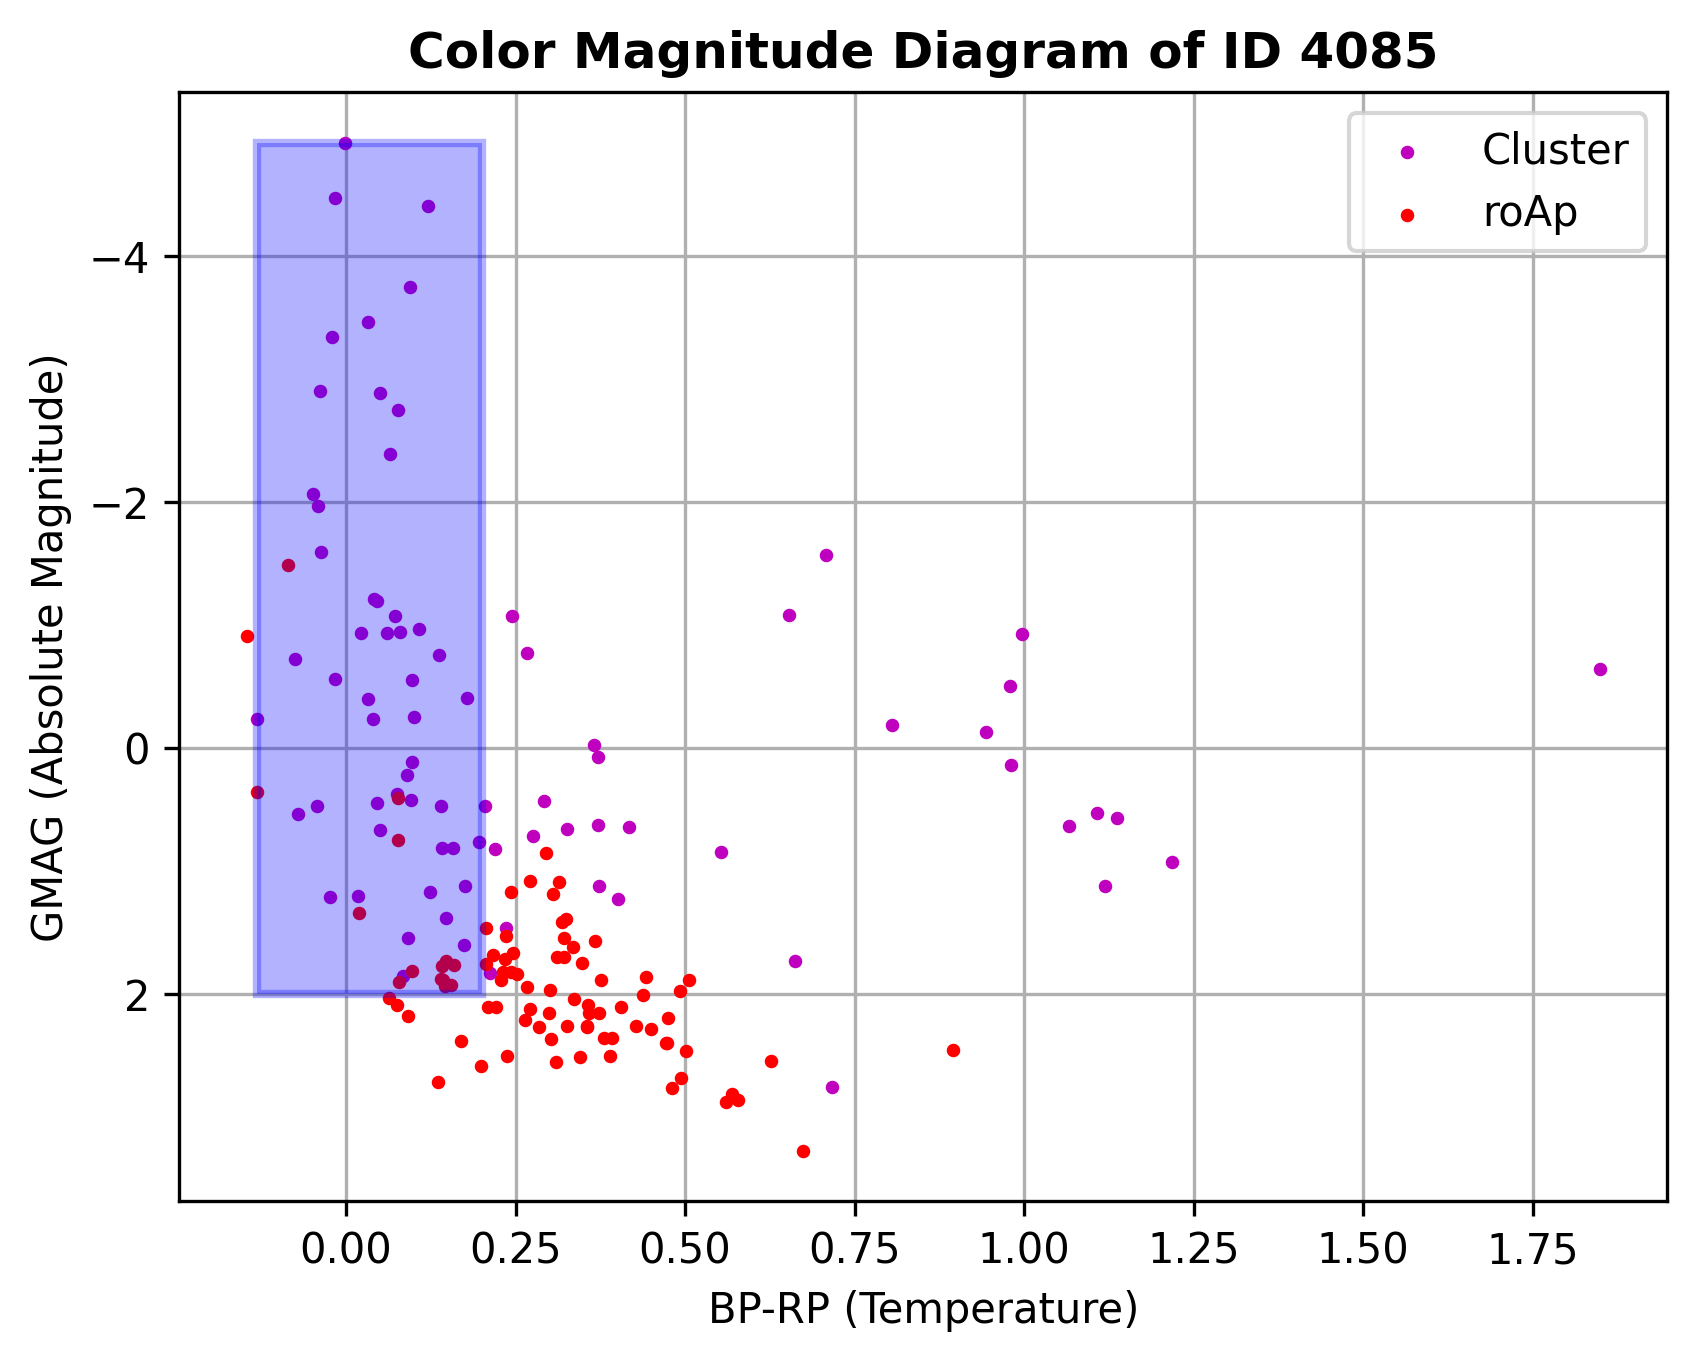 Color Magnitude Diagram of ID 4085
Cluster
roAp
GMAG (Absolute Magnitude)
−4
−2
0
2
0.00 0.25 0.50 0.75 1.00 1.25 1.50 1.75
BP-RP (Temperature)